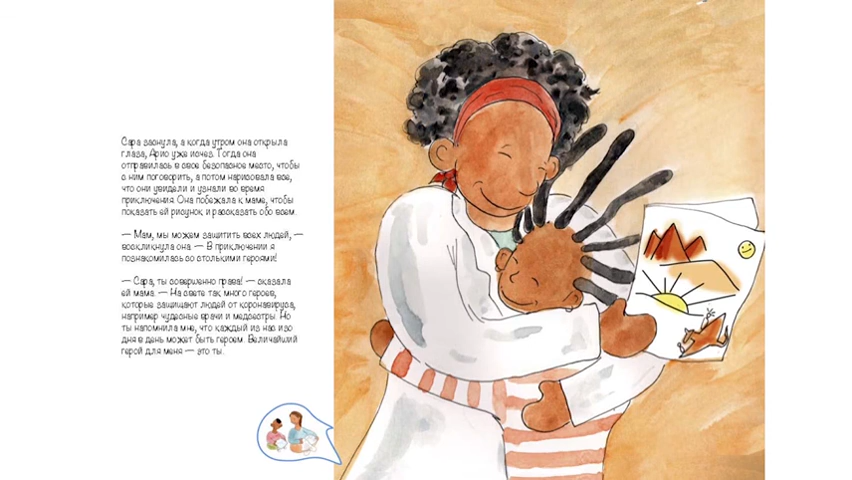 Сара заснула, а когда утром она открыла
глаза, Арио уже исчез. Тогда она
отправилась в свое безопасное место, чтобы
с ним поговорить, а потом нарисовала все,
что они увидели и узнали во время
приключения. Она побежала к маме, чтобы
показать ей рисунок и рассказать обо всем.
— Мам, мы можем защитить всех людей, —
воскликнула она. — В приключении я
познакомилась со столькими героями!
— Сара, ты совершенно права! — сказала
ей мама. — На свете так много героев,
которые защищают людей от коронавируса,
например чудесные врачи и медсестры. Но
ты напомнила мне, что каждый из нас изо
дня в день может быть героем. Величайший
герой для меня — это ты.